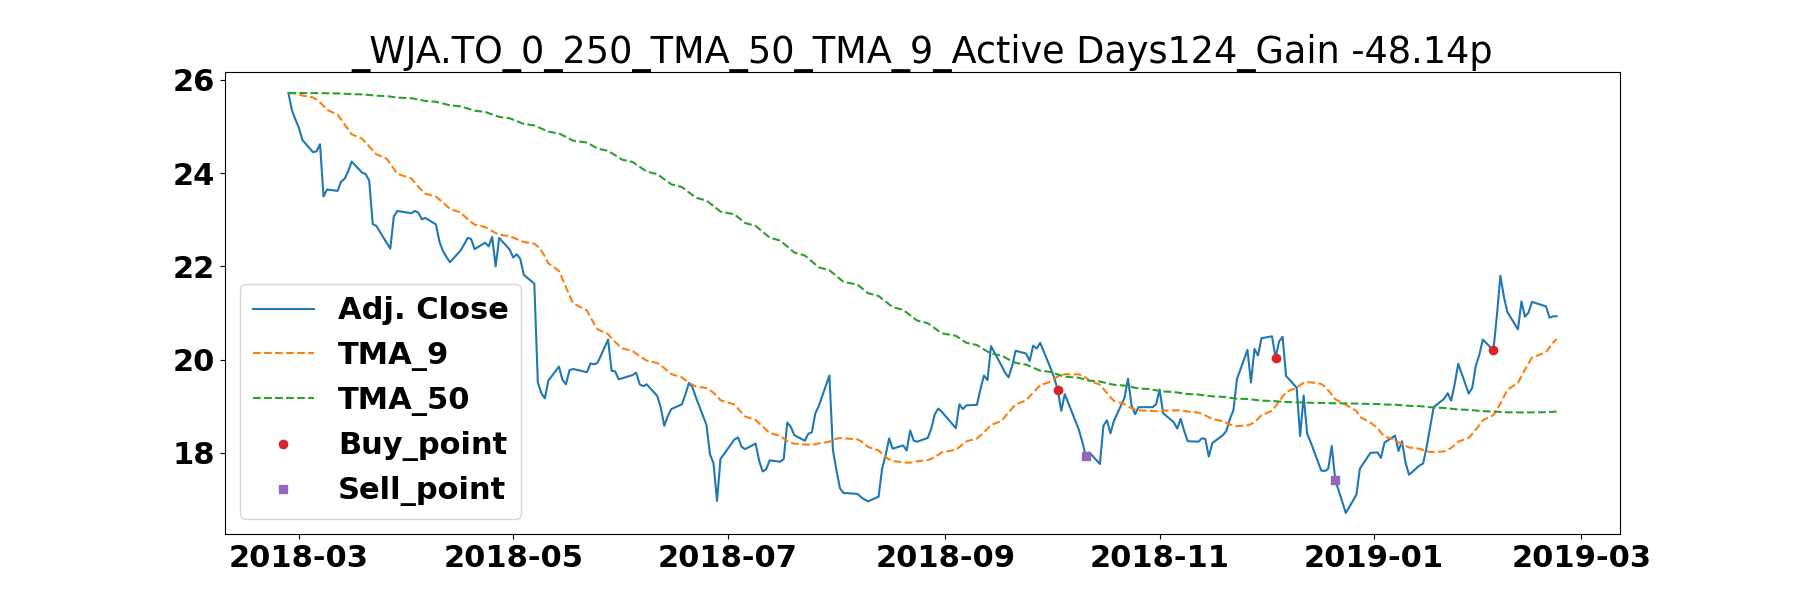 _WJA.TO_0_250_TMA_50_TMA_9_Active Days124_Gain -48.14p
26
24
22
20
18
Adj. Close
TMA_9
TMA_50
Buy_point
Sell_point
2018-03 2018-05 2018-07 2018-09 2018-11 2019-01 2019-03